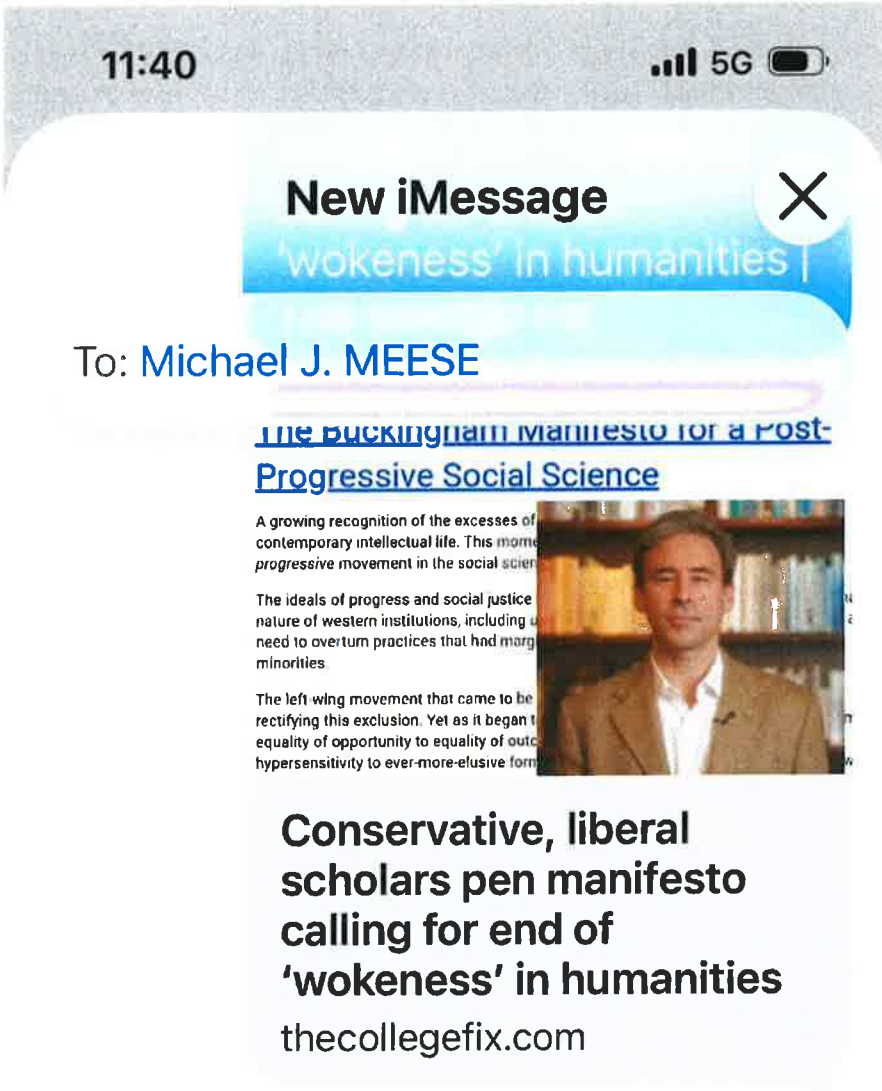 11:40
5G
New iMessage
'wokeness' in humanities
To: Michael J. MEESE
The Buckingham Manifesto for a Post-
Progressive Social Science
A growing recognition of the excesses of
contemporary intellectual life. This
progressive movement in the social
The ideals of progress and social justice
nature of western institutions, including
need to overturn practices that had
minorities
The left wing movement that came to be
rectifying this exclusion. Yet as it began
equality of opportunity to equality of
hypersensitivity to ever-more-elusive
Conservative, liberal
scholars pen manifesto
calling for end of
'wokeness' in humanities
thecollegefix.com